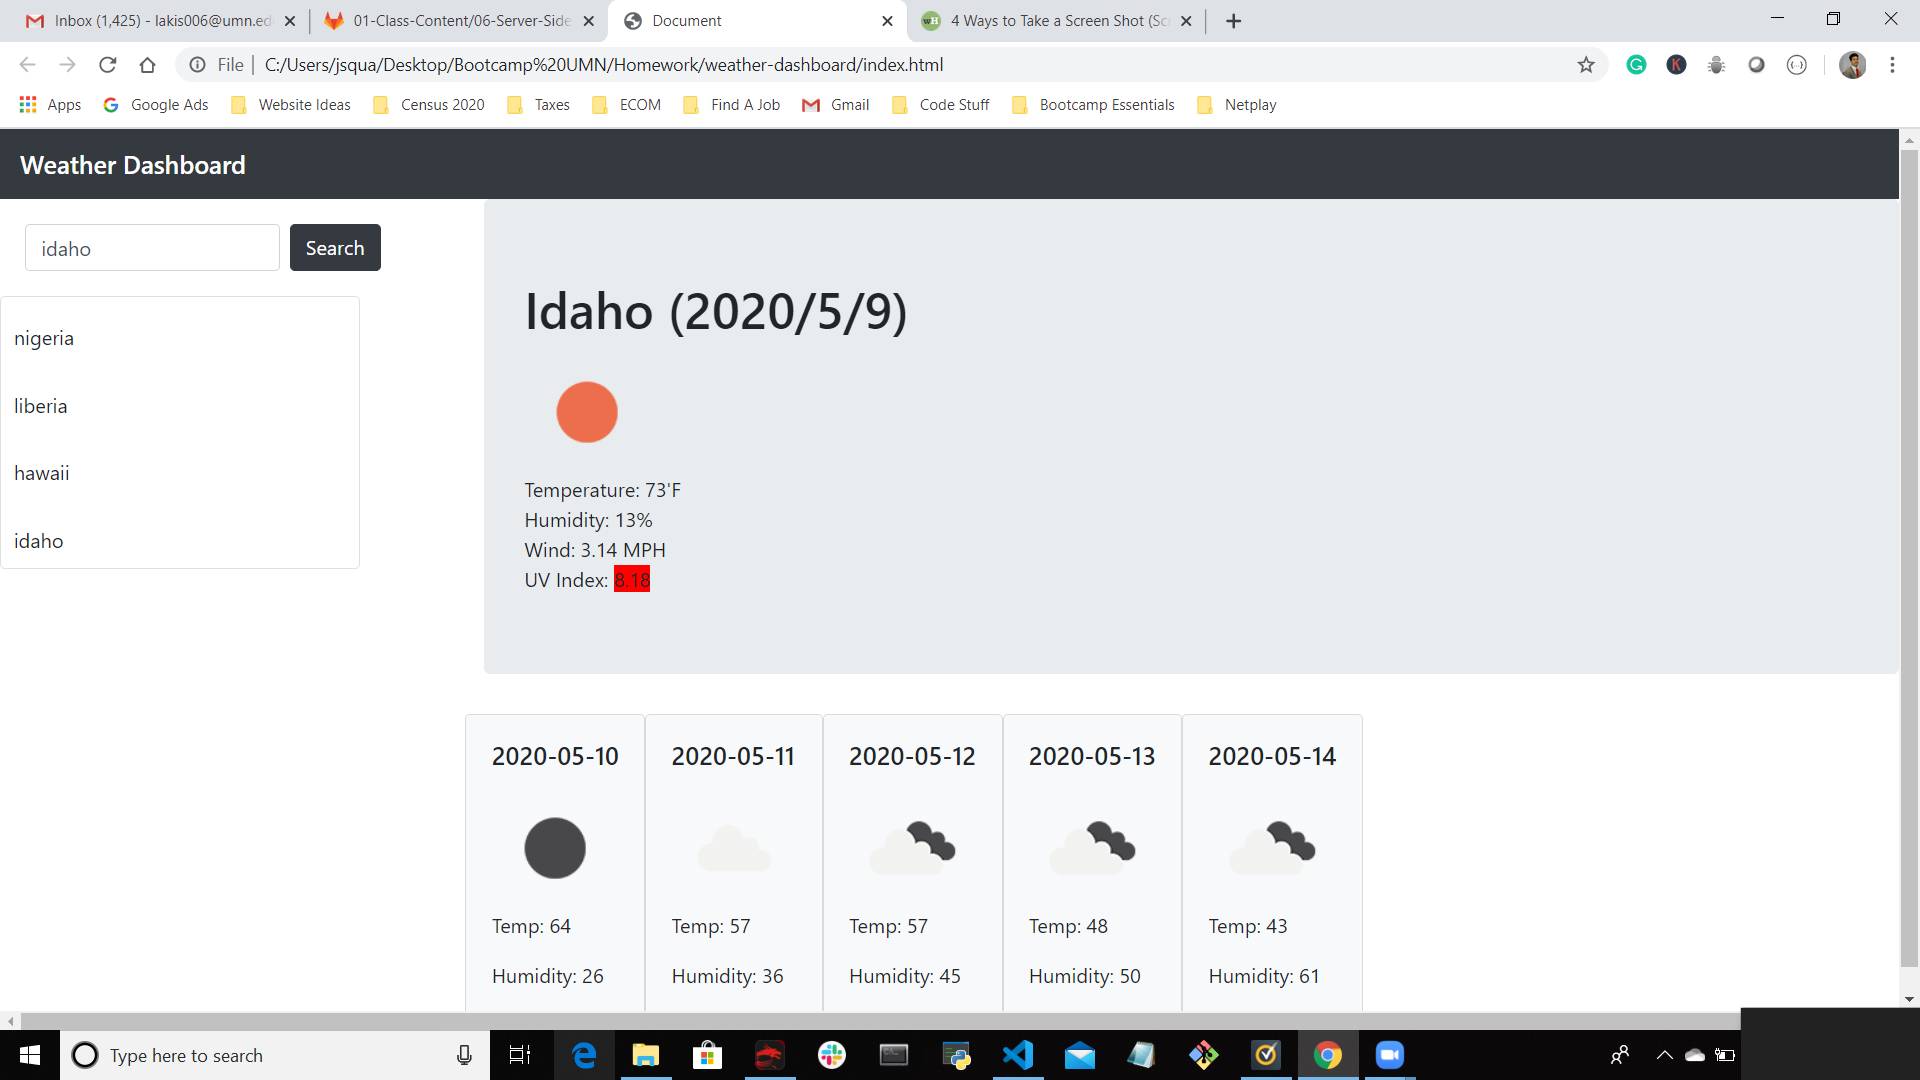 Inbox (1,425) - lakis006@umn.ed
01-Class-Content/06-Server-Side
Document
4 Ways to Take a Screen Shot (Sc
File
C:/Users/jsqua/Desktop/Bootcamp%20UMN/Homework/weather-dashboard/index.html
Apps
Google Ads
Website Ideas
Census 2020
Taxes
ECOM
Find A Job
Gmail
Code Stuff
Bootcamp Essentials
Netplay
Weather Dashboard
idaho
Search
nigeria
liberia
hawaii
idaho
Idaho (2020/5/9)
Temperature: 73'F
Humidity: 13%
Wind: 3.14 MPH
UV Index: 8.18
2020-05-10
Temp: 64
Humidity: 26
2020-05-11
Temp: 57
Humidity: 36
2020-05-12
Temp: 57
Humidity: 45
2020-05-13
Temp: 48
Humidity: 50
2020-05-14
Temp: 43
Humidity: 61
Type here to search